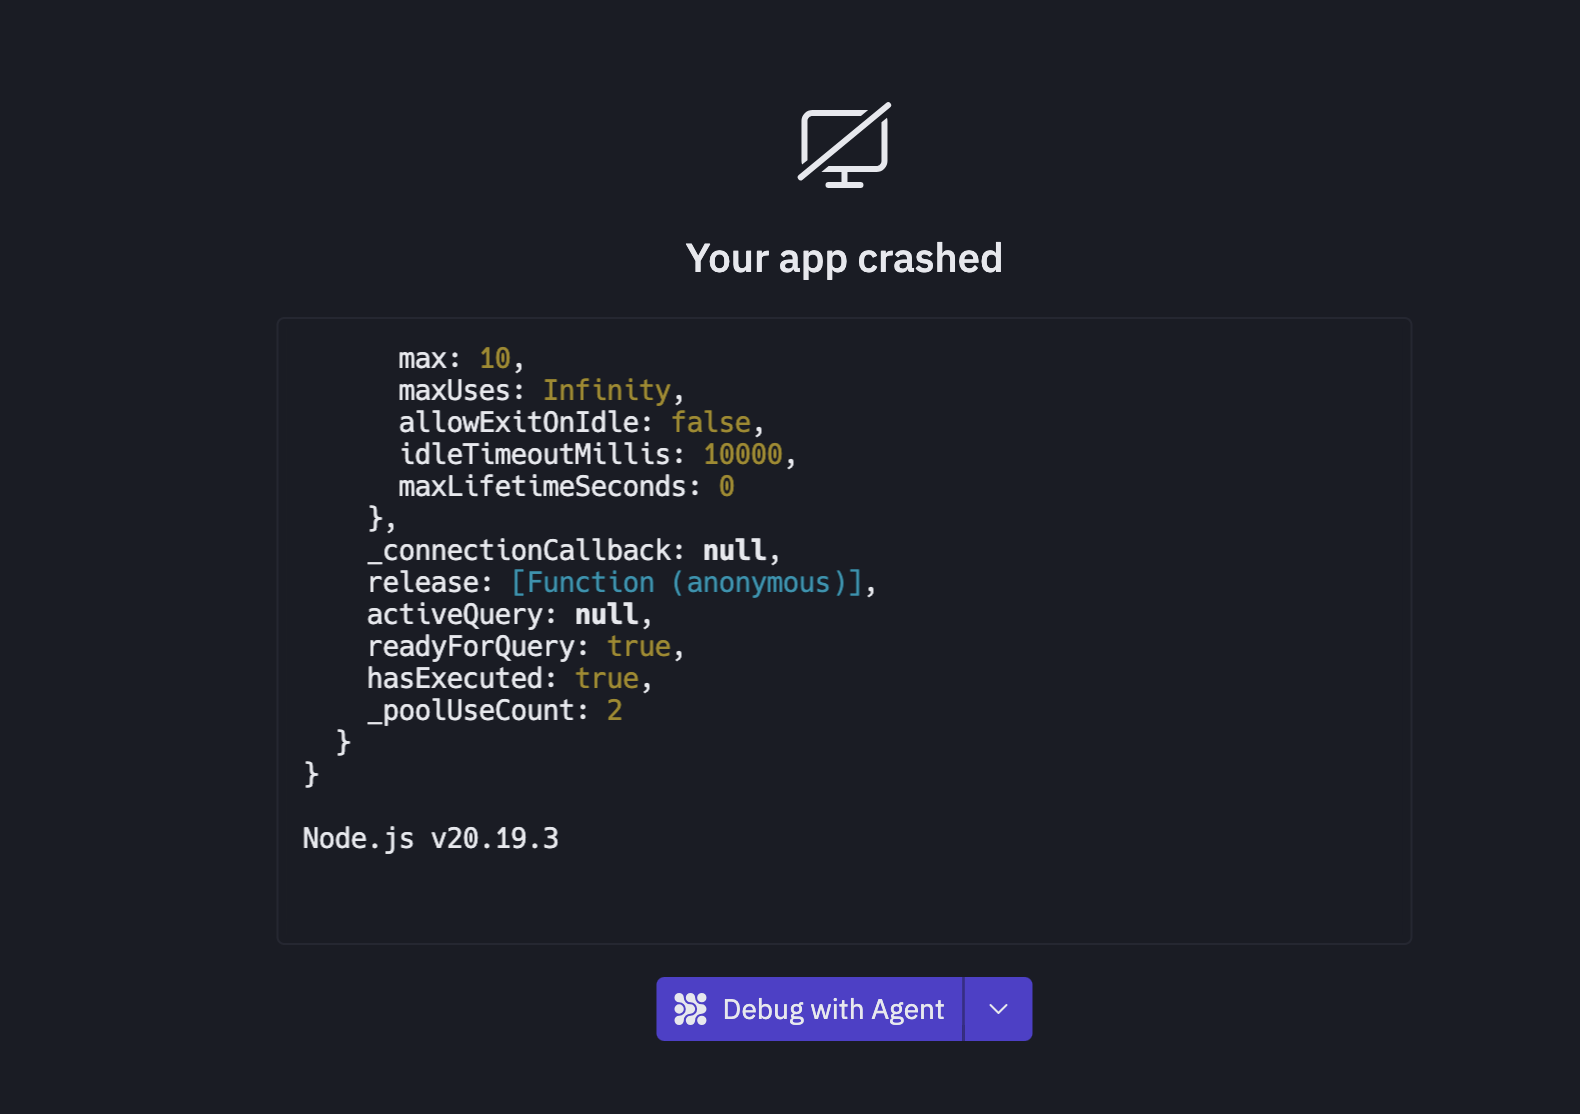 Your app crashed
max: 10,
maxUses: Infinity,
allowExitOnIdle: false,
idleTimeoutMillis: 10000,
maxLifetimeSeconds: 0
},
_connectionCallback: null,
release: [Function (anonymous)],
activeQuery: null,
readyForQuery: true,
hasExecuted: true,
_poolUseCount: 2
}
}
Node.js v20.19.3
Debug with Agent